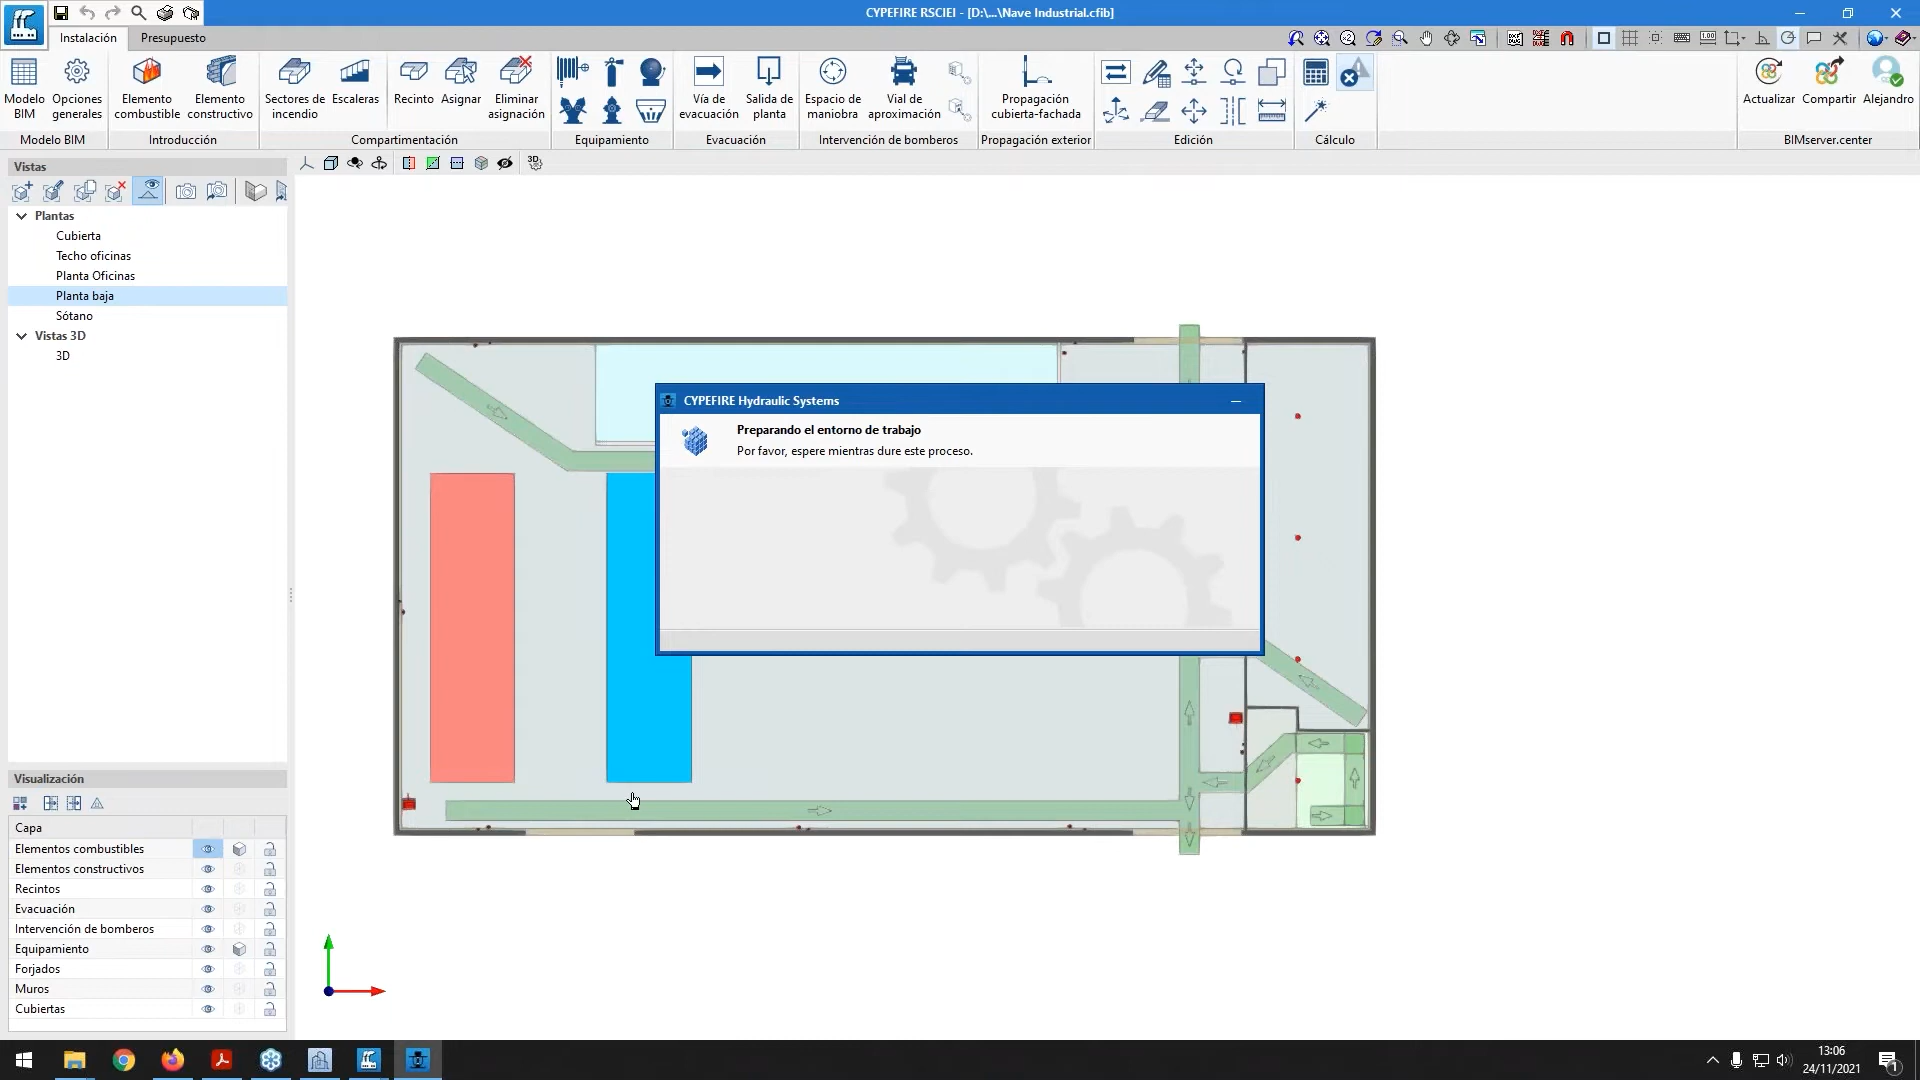 CYPEFIRE RSCIEI - [D:\...\Nave Industrial.cfib]
Instalación
Presupuesto
Modelo BIM
Opciones generales
Elemento combustible
Elemento constructivo
Sectores de incendio
Escaleras
Recinto
Asignar
Eliminar asignación
Vía de evacuación
Salida de planta
Espacio de maniobra
Vial de aproximación
Propagación cubierta-fachada
Actualizar
Compartir
Alejandro
Modelo BIM
Introducción
Compartimentación
Equipamiento
Evacuación
Intervención de bomberos
Propagación exterior
Edición
Cálculo
BIMserver.center
Vistas
Plantas
Cubierta
Techo oficinas
Planta Oficinas
Planta baja
Sótano
Vistas 3D
3D
CYPEFIRE Hydraulic Systems
Preparando el entorno de trabajo
Por favor, espere mientras dure este proceso.
Visualización
Capa
Elementos combustibles
Elementos constructivos
Recintos
Evacuación
Intervención de bomberos
Equipamiento
Forjados
Muros
Cubiertas
13:06
24/11/2021